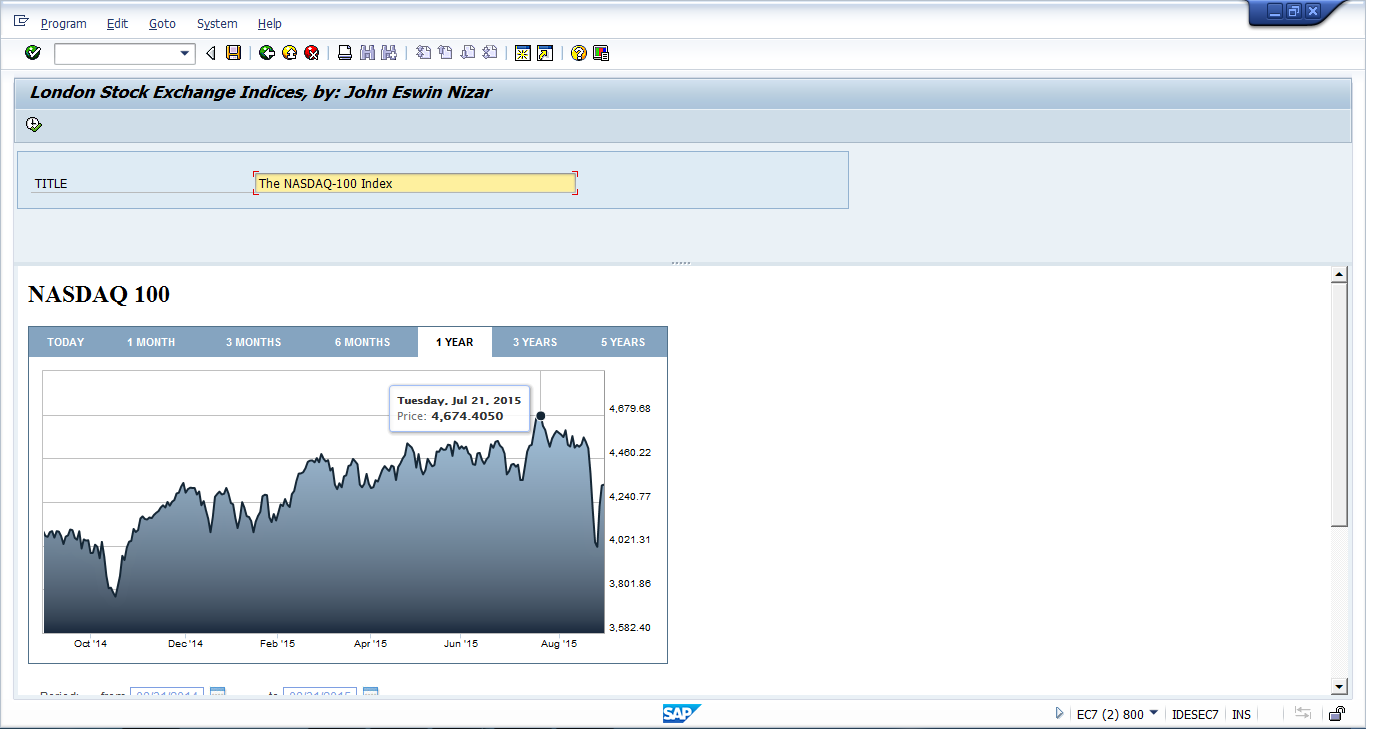 Program Edit Goto System Help
London Stock Exchange Indices, by: John Eswin Nizar
TITLE The NASDAQ-100 Index
NASDAQ 100
TODAY 1 MONTH 3 MONTHS 6 MONTHS 1 YEAR 3 YEARS 5 YEARS
Tuesday, Jul 21, 2015
Price: 4,674.4050
4,679.68
4,460.22
4,240.77
4,021.31
3,801.86
3,582.40
Oct '14 Dec '14 Feb '15 Apr '15 Jun '15 Aug '15
Period: from to
SAP EC7 (2) 800 IDESEC7 INS